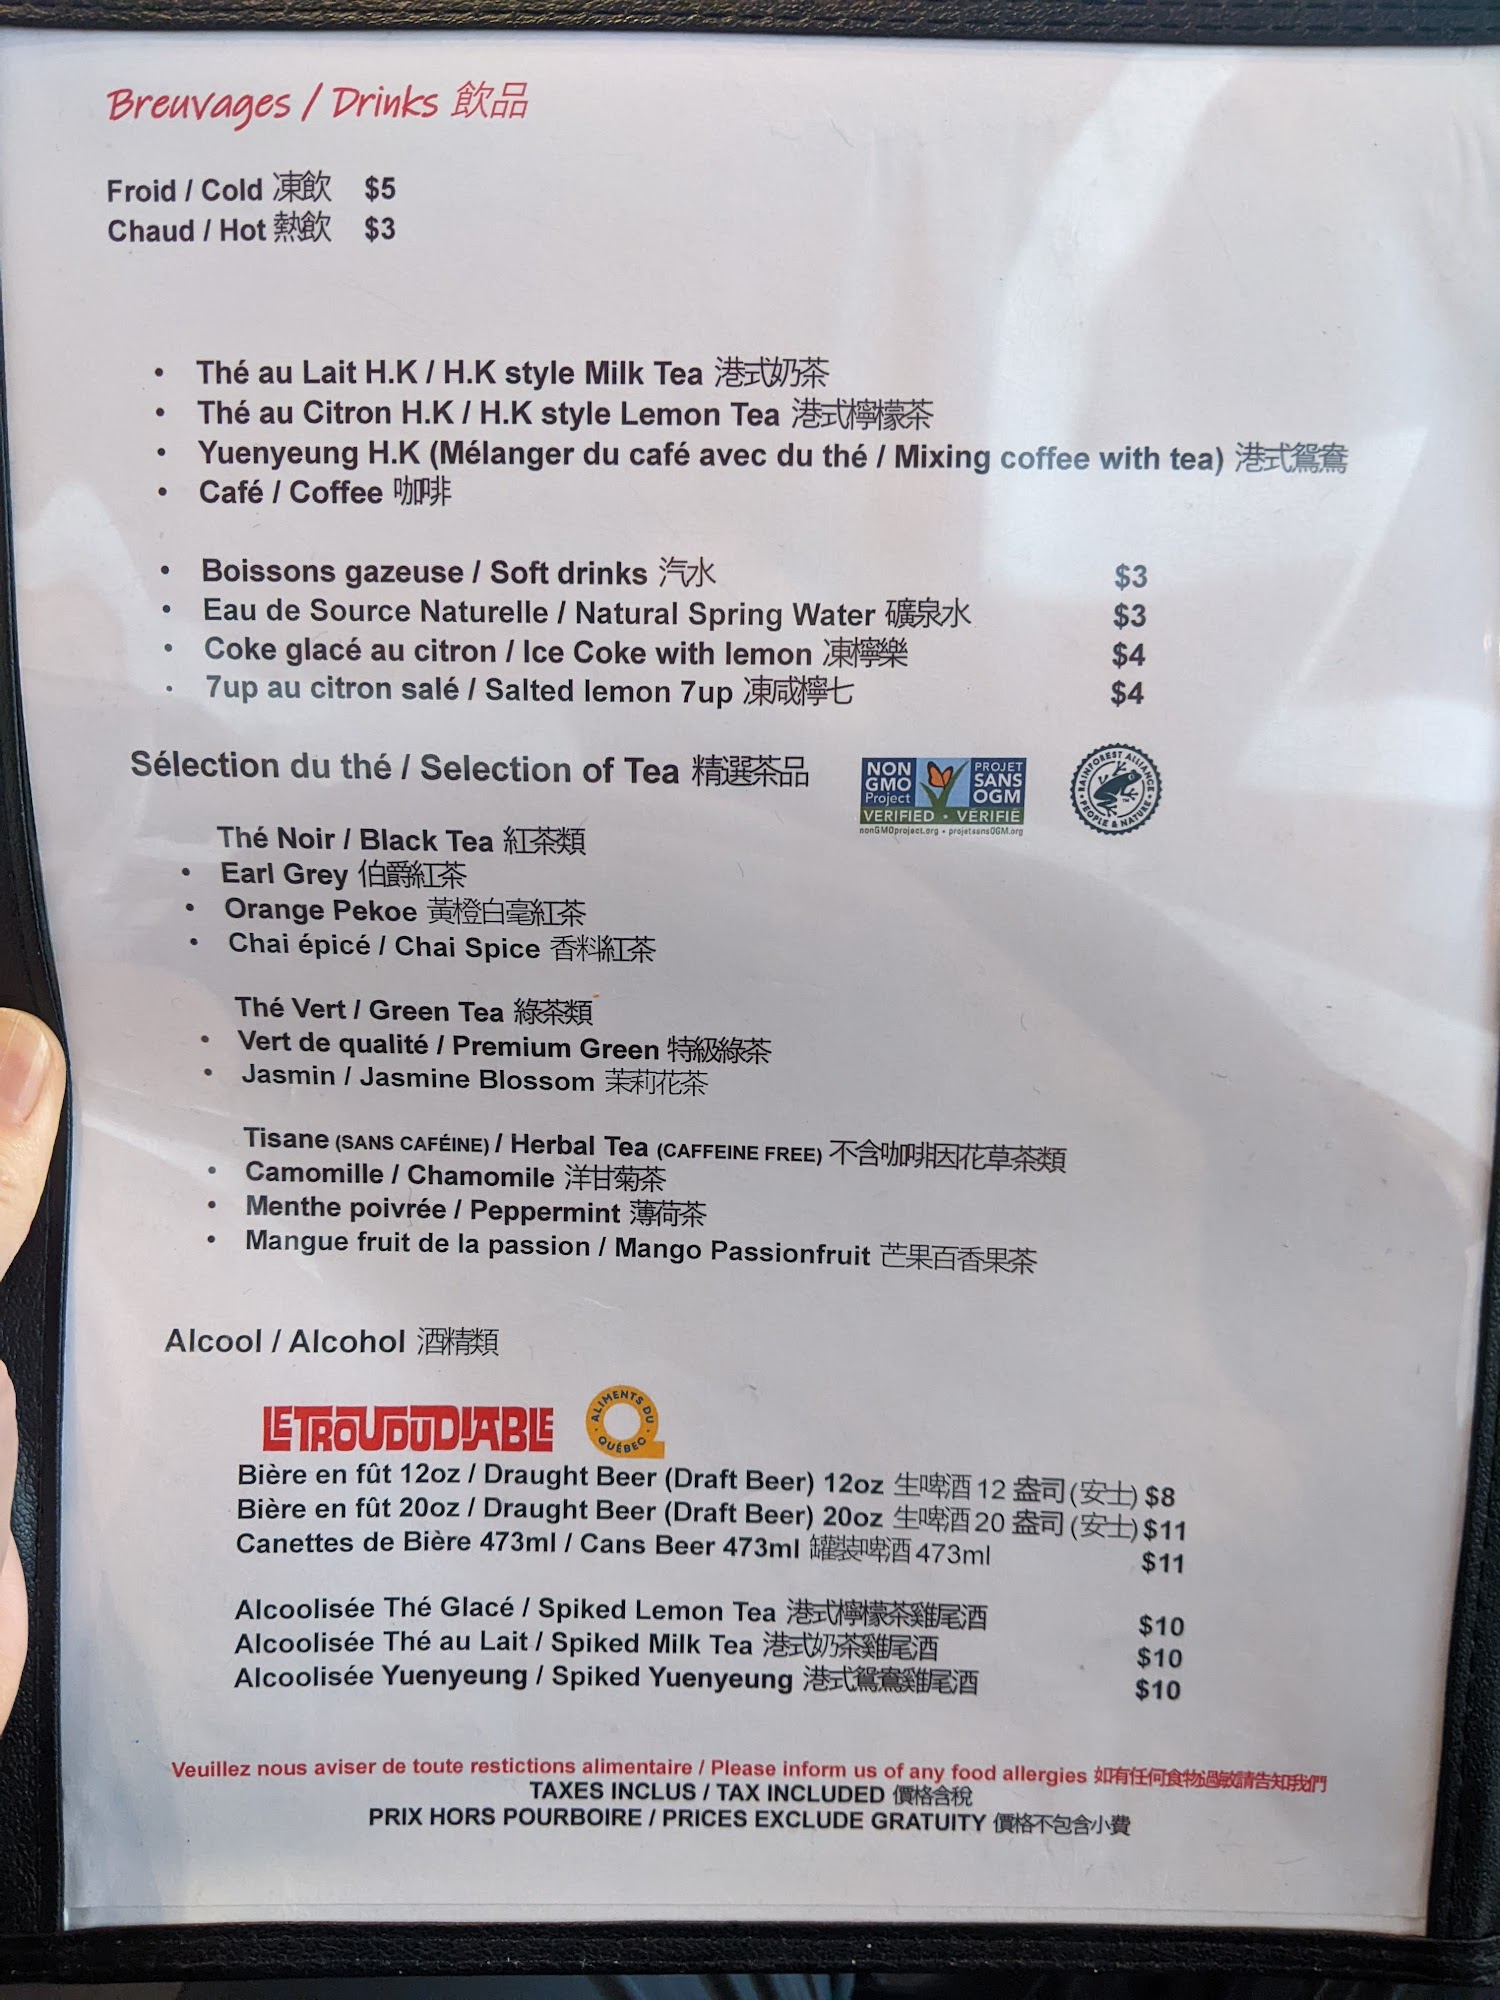 Breuvages / Drinks 飲品
Froid / Cold 凍飲 $5
Chaud / Hot 熱飲 $3
• Thé au Lait H.K / H.K style Milk Tea 港式奶茶
• Thé au Citron H.K / H.K style Lemon Tea 港式檸檬茶
• Yuenyeung H.K (Mélanger du café avec du thé / Mixing coffee with tea) 港式鴛鴦
• Café / Coffee 咖啡
• Boissons gazeuse / Soft drinks 汽水 $3
• Eau de Source Naturelle / Natural Spring Water 礦泉水 $3
• Coke glacé au citron / Ice Coke with lemon 凍檸樂 $4
• 7up au citron salé / Salted lemon 7up 凍咸檸七 $4
Sélection du thé / Selection of Tea 精選茶品
NON GMO Project VERIFIED
PROJET SANS OGM VÉRIFIÉ
nonGMOproject.org • projetsansOGM.org
RAINFOREST ALLIANCE
PEOPLE & NATURE
Thé Noir / Black Tea 紅茶類
• Earl Grey 伯爵紅茶
• Orange Pekoe 黃橙白毫紅茶
• Chai épicé / Chai Spice 香料紅茶
Thé Vert / Green Tea 綠茶類
• Vert de qualité / Premium Green 特級綠茶
• Jasmin / Jasmine Blossom 茉莉花茶
Tisane (SANS CAFÉINE) / Herbal Tea (CAFFEINE FREE) 不含咖啡因花草茶類
• Camomille / Chamomile 洋甘菊茶
• Menthe poivrée / Peppermint 薄荷茶
• Mangue fruit de la passion / Mango Passionfruit 芒果百香果茶
Alcool / Alcohol 酒精類
LE TROU DU DIABLE
ALIMENTS DU QUÉBEC
Bière en fût 12oz / Draught Beer (Draft Beer) 12oz 生啤酒 12 盎司 (安士) $8
Bière en fût 20oz / Draught Beer (Draft Beer) 20oz 生啤酒 20 盎司 (安士) $11
Canettes de Bière 473ml / Cans Beer 473ml 罐裝啤酒 473ml $11
Alcoolisée Thé Glacé / Spiked Lemon Tea 港式檸檬茶雞尾酒 $10
Alcoolisée Thé au Lait / Spiked Milk Tea 港式奶茶雞尾酒 $10
Alcoolisée Yuenyeung / Spiked Yuenyeung 港式鴛鴦雞尾酒 $10
Veuillez nous aviser de toute restictions alimentaire / Please inform us of any food allergies 如有任何食物過敏請告知我們
TAXES INCLUS / TAX INCLUDED 價格含稅
PRIX HORS POURBOIRE / PRICES EXCLUDE GRATUITY 價格不包含小費